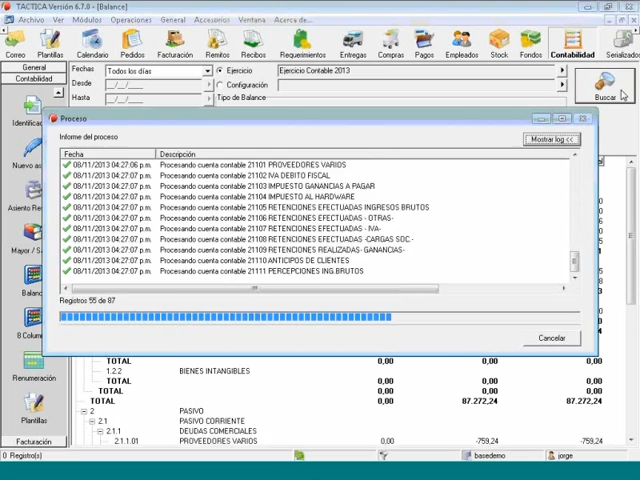 TACTICA Versión 6.7.0 - [Balance]
Archivo Ver Módulos Operaciones General Accesorios Ventana Acerca de...
Correo Plantillas Calendario Pedidos Facturación Remitos Recibos Requerimientos Entregas Compras Pagos Empleados Stock Fondos Contabilidad Serializado
General
Contabilidad
Fechas Todos los días
Ejercicio Ejercicio Contable 2013
Desde __/__/__
Configuración
Hasta __/__/__
Tipo de Balance
Buscar
Proceso
Informe del proceso
Mostrar log <<
Fecha Descripción
08/11/2013 04:27:06 p.m. Procesando cuenta contable 21101 PROVEEDORES VARIOS
08/11/2013 04:27:07 p.m. Procesando cuenta contable 21102 IVA DEBITO FISCAL
08/11/2013 04:27:07 p.m. Procesando cuenta contable 21103 IMPUESTO GANANCIAS A PAGAR
08/11/2013 04:27:07 p.m. Procesando cuenta contable 21104 IMPUESTO AL HARDWARE
08/11/2013 04:27:07 p.m. Procesando cuenta contable 21105 RETENCIONES EFECTUADAS INGRESOS BRUTOS
08/11/2013 04:27:07 p.m. Procesando cuenta contable 21106 RETENCIONES EFECTUADAS - OTRAS-
08/11/2013 04:27:07 p.m. Procesando cuenta contable 21107 RETENCIONES EFECTUADAS - IVA-
08/11/2013 04:27:07 p.m. Procesando cuenta contable 21108 RETENCIONES EFECTUADAS -CARGAS SOC.-
08/11/2013 04:27:07 p.m. Procesando cuenta contable 21109 RETENCIONES REALIZADAS -GANANCIAS-
08/11/2013 04:27:07 p.m. Procesando cuenta contable 21110 ANTICIPOS DE CLIENTES
08/11/2013 04:27:07 p.m. Procesando cuenta contable 21111 PERCEPCIONES ING.BRUTOS
Registros 55 de 87
Cancelar
Identificac
Nuevo as
Asiento Re
Mayor / S
Balanc
8 Column
Renumeración
Plantillas
Facturación
TOTAL 0,00 0,00 0,00
1.2.2 BIENES INTANGIBLES
TOTAL 0,00 0,00 0,00
TOTAL 0,00 0,00 0,00
TOTAL 0,00 87.272,24 87.272,24
2 PASIVO
2.1 PASIVO CORRIENTE
2.1.1 DEUDAS COMERCIALES
2.1.1.01 PROVEEDORES VARIOS 0,00 -759,24 -759,24
0 Registro(s) basedemo jorge